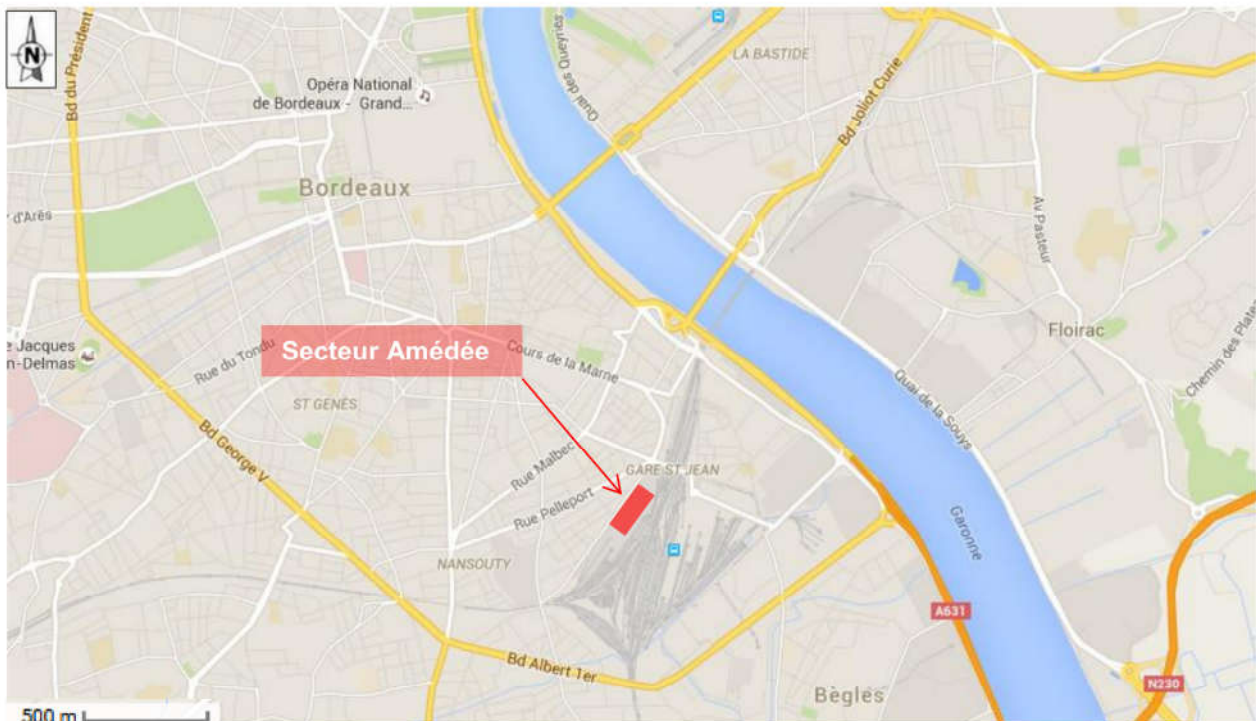 N
Bd du Président
Opéra National
de Bordeaux - Grand...
Quai des Queyries
LA BASTIDE
Bd Joliot Curie
Bordeaux
d'Arès
Av Pasteur
Jacques
n-Delmas
Rue du Tondu
Secteur Amédée
Cours de la Marne
Floirac
Chemin des Plate
Quai de la Souys
ST GENÈS
Bd George V
Rue Malbec
GARE ST JEAN
Rue Pelleport
Garonne
NANSOUTY
A631
Bd Albert 1er
Bègles
N230
500 m